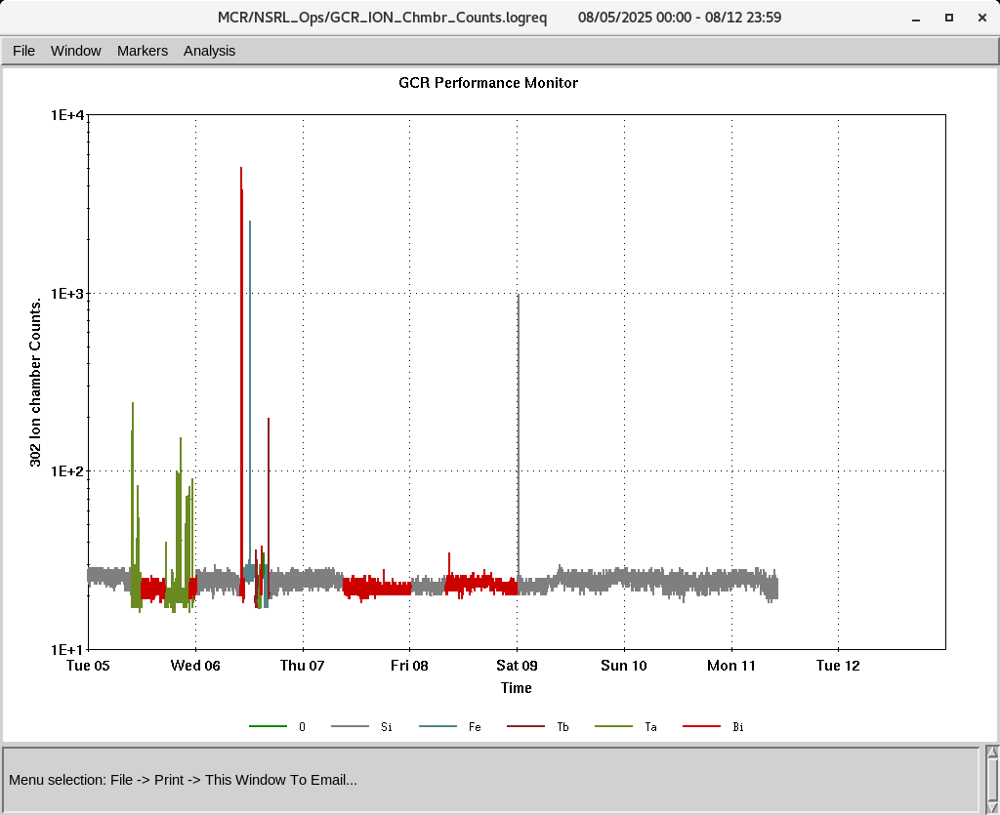 MCR/NSRL_Ops/GCR_ION_Chmbr_Counts.logreq 08/05/2025 00:00 - 08/12 23:59
File Window Markers Analysis
GCR Performance Monitor
1E+4
1E+3
302 Ion chamber Counts.
1E+2
1E+1
Tue 05 Wed 06 Thu 07 Fri 08 Sat 09 Sun 10 Mon 11 Tue 12
Time
O Si Fe Tb Ta Bi
Menu selection: File -> Print -> This Window To Email...